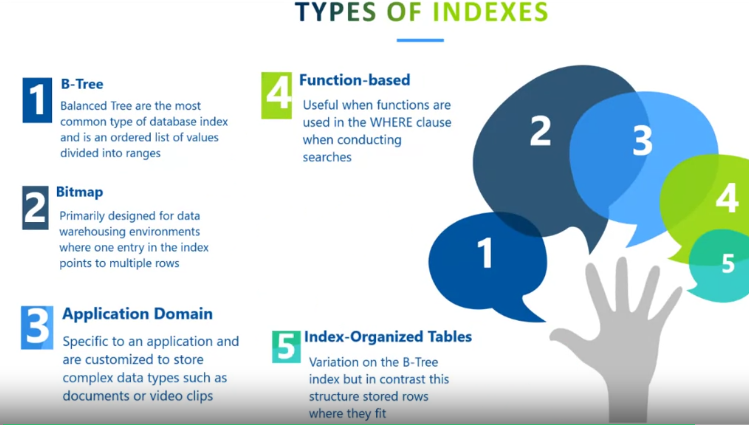 TYPES OF INDEXES
1
B-Tree
Balanced Tree are the most
common type of database index
and is an ordered list of values
divided into ranges
2
Bitmap
Primarily designed for data
warehousing environments
where one entry in the index
points to multiple rows
3
Application Domain
Specific to an application and
are customized to store
complex data types such as
documents or video clips
4
Function-based
Useful when functions are
used in the WHERE clause
when conducting
searches
5
Index-Organized Tables
Variation on the B-Tree
index but in contrast this
structure stored rows
where they fit
1
2
3
4
5